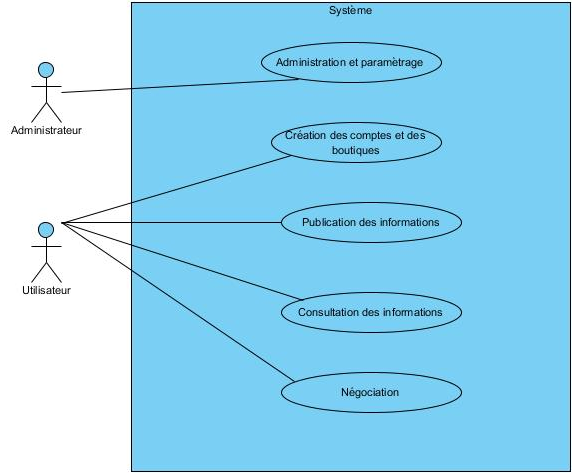 Système
Administration et paramètrage
Administrateur
Création des comptes et des
boutiques
Publication des informations
Utilisateur
Consultation des informations
Négociation